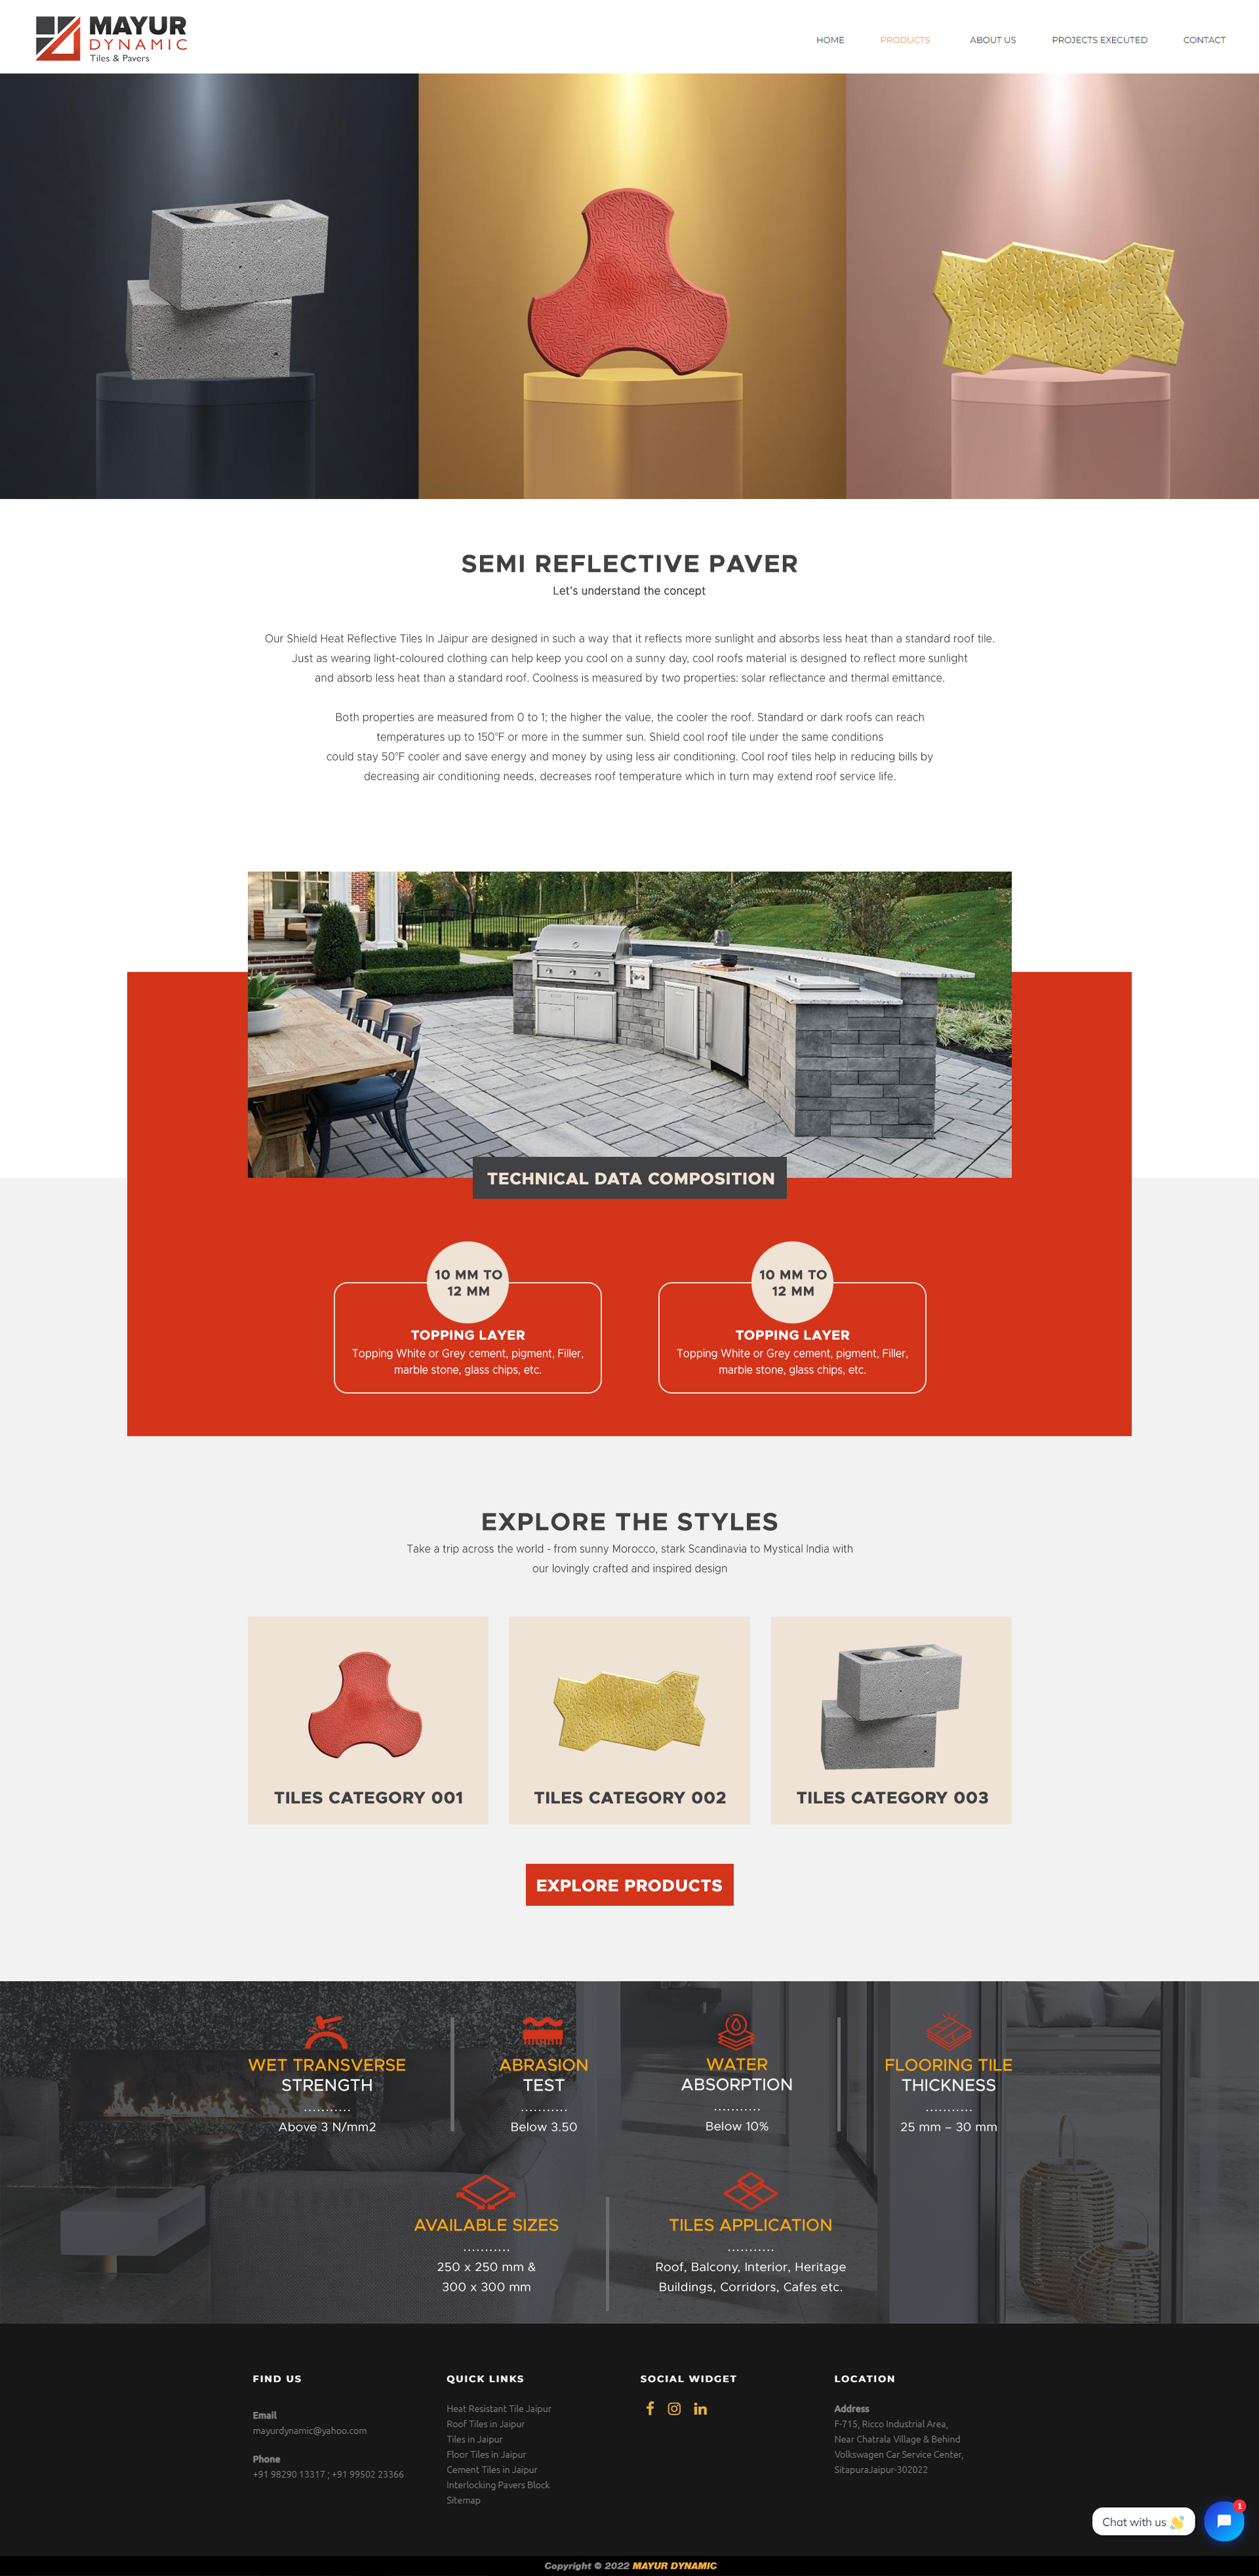 MAYUR
DYNAMIC
Tiles & Pavers
HOME
PRODUCTS
ABOUT US
PROJECTS EXECUTED
CONTACT
SEMI REFLECTIVE PAVER
Let's understand the concept
Our Shield Heat Reflective Tiles In Jaipur are designed in such a way that it reflects more sunlight and absorbs less heat than a standard roof tile.
Just as wearing light-coloured clothing can help keep you cool on a sunny day, cool roofs material is designed to reflect more sunlight
and absorb less heat than a standard roof. Coolness is measured by two properties: solar reflectance and thermal emittance.
Both properties are measured from 0 to 1; the higher the value, the cooler the roof. Standard or dark roofs can reach
temperatures up to 150°F or more in the summer sun. Shield cool roof tile under the same conditions
could stay 50°F cooler and save energy and money by using less air conditioning. Cool roof tiles help in reducing bills by
decreasing air conditioning needs, decreases roof temperature which in turn may extend roof service life.
TECHNICAL DATA COMPOSITION
10 MM TO
12 MM
TOPPING LAYER
Topping White or Grey cement, pigment, Filler,
marble stone, glass chips, etc.
10 MM TO
12 MM
TOPPING LAYER
Topping White or Grey cement, pigment, Filler,
marble stone, glass chips, etc.
EXPLORE THE STYLES
Take a trip across the world - from sunny Morocco, stark Scandinavia to Mystical India with
our lovingly crafted and inspired design
TILES CATEGORY 001
TILES CATEGORY 002
TILES CATEGORY 003
EXPLORE PRODUCTS
WET TRANSVERSE
STRENGTH
...........
Above 3 N/mm2
ABRASION
TEST
...........
Below 3.50
WATER
ABSORPTION
...........
Below 10%
FLOORING TILE
THICKNESS
...........
25 mm – 30 mm
AVAILABLE SIZES
...........
250 x 250 mm &
300 x 300 mm
TILES APPLICATION
...........
Roof, Balcony, Interior, Heritage
Buildings, Corridors, Cafes etc.
FIND US
Email
mayurdynamic@yahoo.com
Phone
+91 98290 13317 ; +91 99502 23366
QUICK LINKS
Heat Resistant Tile Jaipur
Roof Tiles in Jaipur
Tiles in Jaipur
Floor Tiles in Jaipur
Cement Tiles in Jaipur
Interlocking Pavers Block
Sitemap
SOCIAL WIDGET
LOCATION
Address
F-715, Ricco Industrial Area,
Near Chatrala Village & Behind
Volkswagen Car Service Center,
SitapuraJaipur-302022
Chat with us 👋
1
Copyright © 2022 MAYUR DYNAMIC